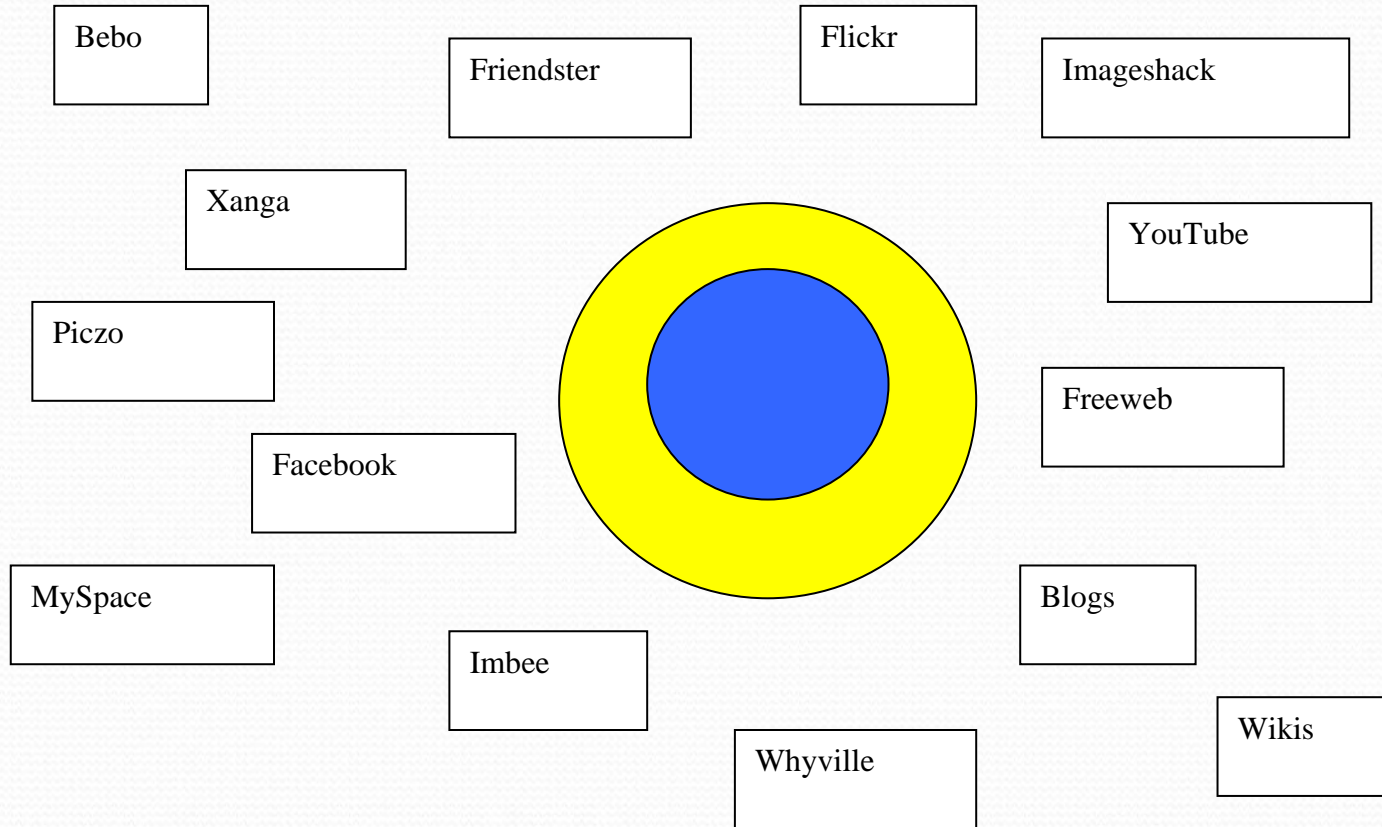 Bebo
Friendster
Flickr
Imageshack
Xanga
YouTube
Piczo
Freeweb
Facebook
MySpace
Blogs
Imbee
Wikis
Whyville